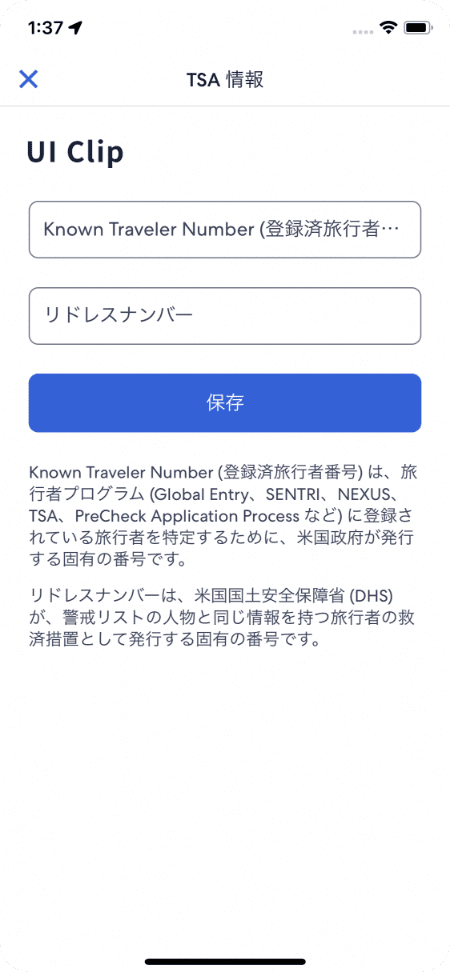 1:37
TSA 情報
UI Clip
Known Traveler Number (登録済旅行者…
リドレスナンバー
保存
Known Traveler Number (登録済旅行者番号) は、旅
行者プログラム (Global Entry、SENTRI、NEXUS、
TSA、PreCheck Application Process など) に登録さ
れている旅行者を特定するために、米国政府が発行
する固有の番号です。
リドレスナンバーは、米国国土安全保障省 (DHS)
が、警戒リストの人物と同じ情報を持つ旅行者の救
済措置として発行する固有の番号です。